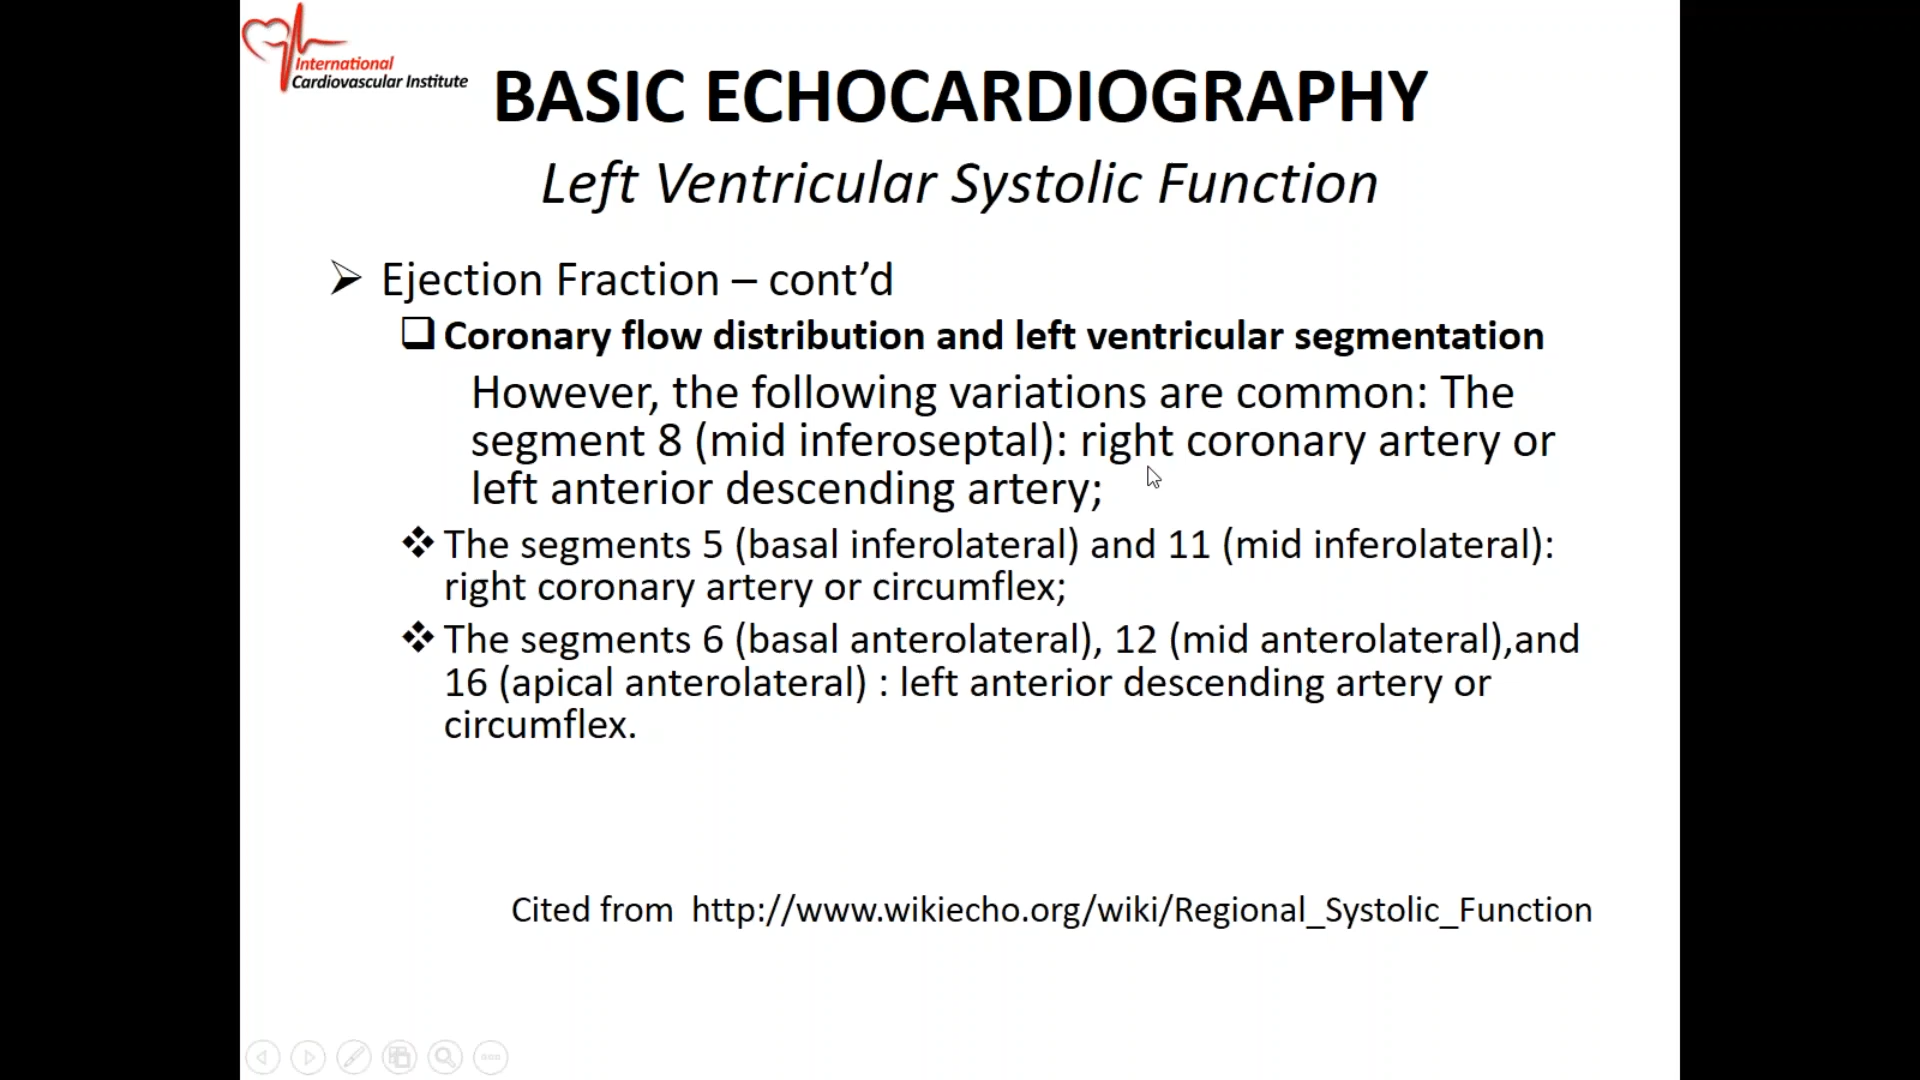 International
Cardiovascular Institute
BASIC ECHOCARDIOGRAPHY
Left Ventricular Systolic Function
Ejection Fraction – cont’d
Coronary flow distribution and left ventricular segmentation
However, the following variations are common: The
segment 8 (mid inferoseptal): right coronary artery or
left anterior descending artery;
The segments 5 (basal inferolateral) and 11 (mid inferolateral):
right coronary artery or circumflex;
The segments 6 (basal anterolateral), 12 (mid anterolateral),and
16 (apical anterolateral) : left anterior descending artery or
circumflex.
Cited from http://www.wikiecho.org/wiki/Regional_Systolic_Function